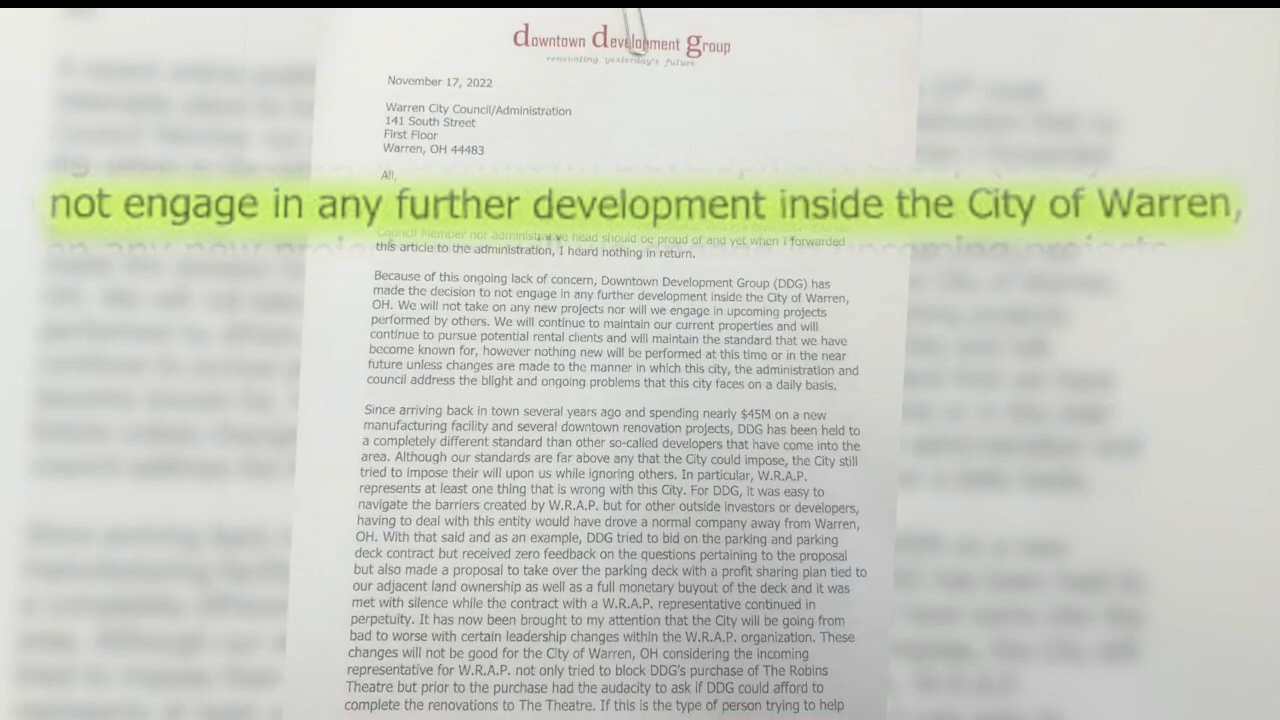 downtown development group
renovating yesterday's future
November 17, 2022
Warren City Council/Administration
141 South Street
First Floor
Warren, OH 44483
All,
not engage in any further development inside the City of Warren,
Council Member nor administrative head should be proud of and yet when I forwarded
this article to the administration, I heard nothing in return.
Because of this ongoing lack of concern, Downtown Development Group (DDG) has
made the decision to not engage in any further development inside the City of Warren,
OH. We will not take on any new projects nor will we engage in upcoming projects
performed by others. We will continue to maintain our current properties and will
continue to pursue potential rental clients and will maintain the standard that we have
become known for, however nothing new will be performed at this time or in the near
future unless changes are made to the manner in which this city, the administration and
council address the blight and ongoing problems that this city faces on a daily basis.
Since arriving back in town several years ago and spending nearly $45M on a new
manufacturing facility and several downtown renovation projects, DDG has been held to
a completely different standard than other so-called developers that have come into the
area. Although our standards are far above any that the City could impose, the City still
tried to impose their will upon us while ignoring others. In particular, W.R.A.P.
represents at least one thing that is wrong with this City. For DDG, it was easy to
navigate the barriers created by W.R.A.P. but for other outside investors or developers,
having to deal with this entity would have drove a normal company away from Warren,
OH. With that said and as an example, DDG tried to bid on the parking and parking
deck contract but received zero feedback on the questions pertaining to the proposal
but also made a proposal to take over the parking deck with a profit sharing plan tied to
our adjacent land ownership as well as a full monetary buyout of the deck and it was
met with silence while the contract with a W.R.A.P. representative continued in
perpetuity. It has now been brought to my attention that the City will be going from
bad to worse with certain leadership changes within the W.R.A.P. organization. These
changes will not be good for the City of Warren, OH considering the incoming
representative for W.R.A.P. not only tried to block DDG's purchase of The Robins
Theatre but prior to the purchase had the audacity to ask if DDG could afford to
complete the renovations to The Theatre. If this is the type of person trying to help